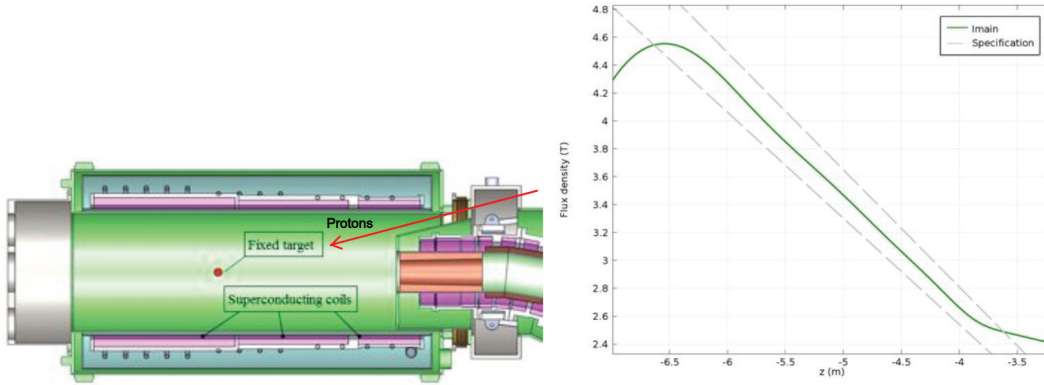 Protons
Fixed target
Superconducting coils
4.8
4.6
4.4
4.2
4
3.8
3.6
3.4
3.2
3
2.8
2.6
2.4
Flux density (T)
Imain
Specification
-6.5
-6
-5.5
-5
-4.5
-4
-3.5
z (m)